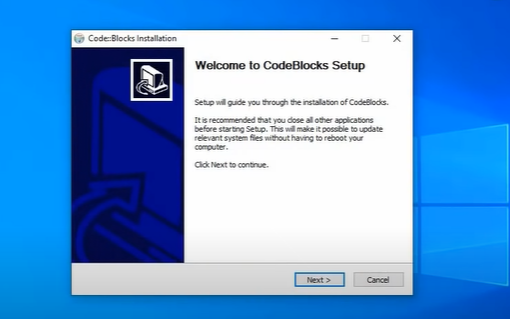 Code::Blocks Installation
Welcome to CodeBlocks Setup
Setup will guide you through the installation of CodeBlocks.
It is recommended that you close all other applications
before starting Setup. This will make it possible to update
relevant system files without having to reboot your
computer.
Click Next to continue.
Next >
Cancel